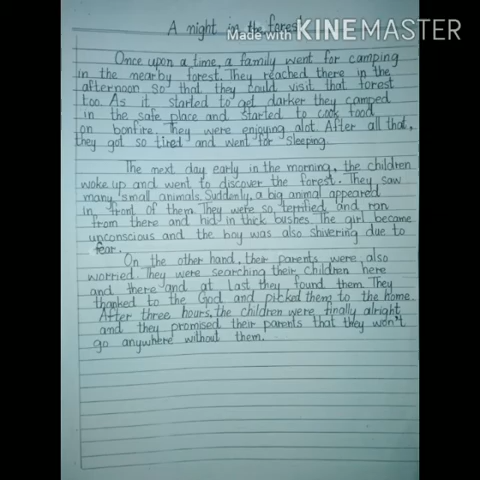 A night in the forest
Made with KINEMASTER
Once upon a time, a family went for camping
in the nearby forest. They reached there in the
afternoon so that they could visit that forest
too. As it started to get darker they camped
in the safe place and started to cook food
on bonfire. They were enjoying alot. After all that,
they got so tired and went for sleeping.
The next day early in the morning, the children
woke up and went to discover the forest. They saw
many small animals. Suddenly, a big animal appeared
in front of them. They were so terrified and ran
from there and hid in thick bushes. The girl became
unconscious and the boy was also shivering due to
fear.
On the other hand, their parents were also
worried. They were searching their children here
and there and at last they found them. They
thanked to the God and picked them to the home.
After three hours, the children were finally alright
and they promised their parents that they won't
go anywhere without them.